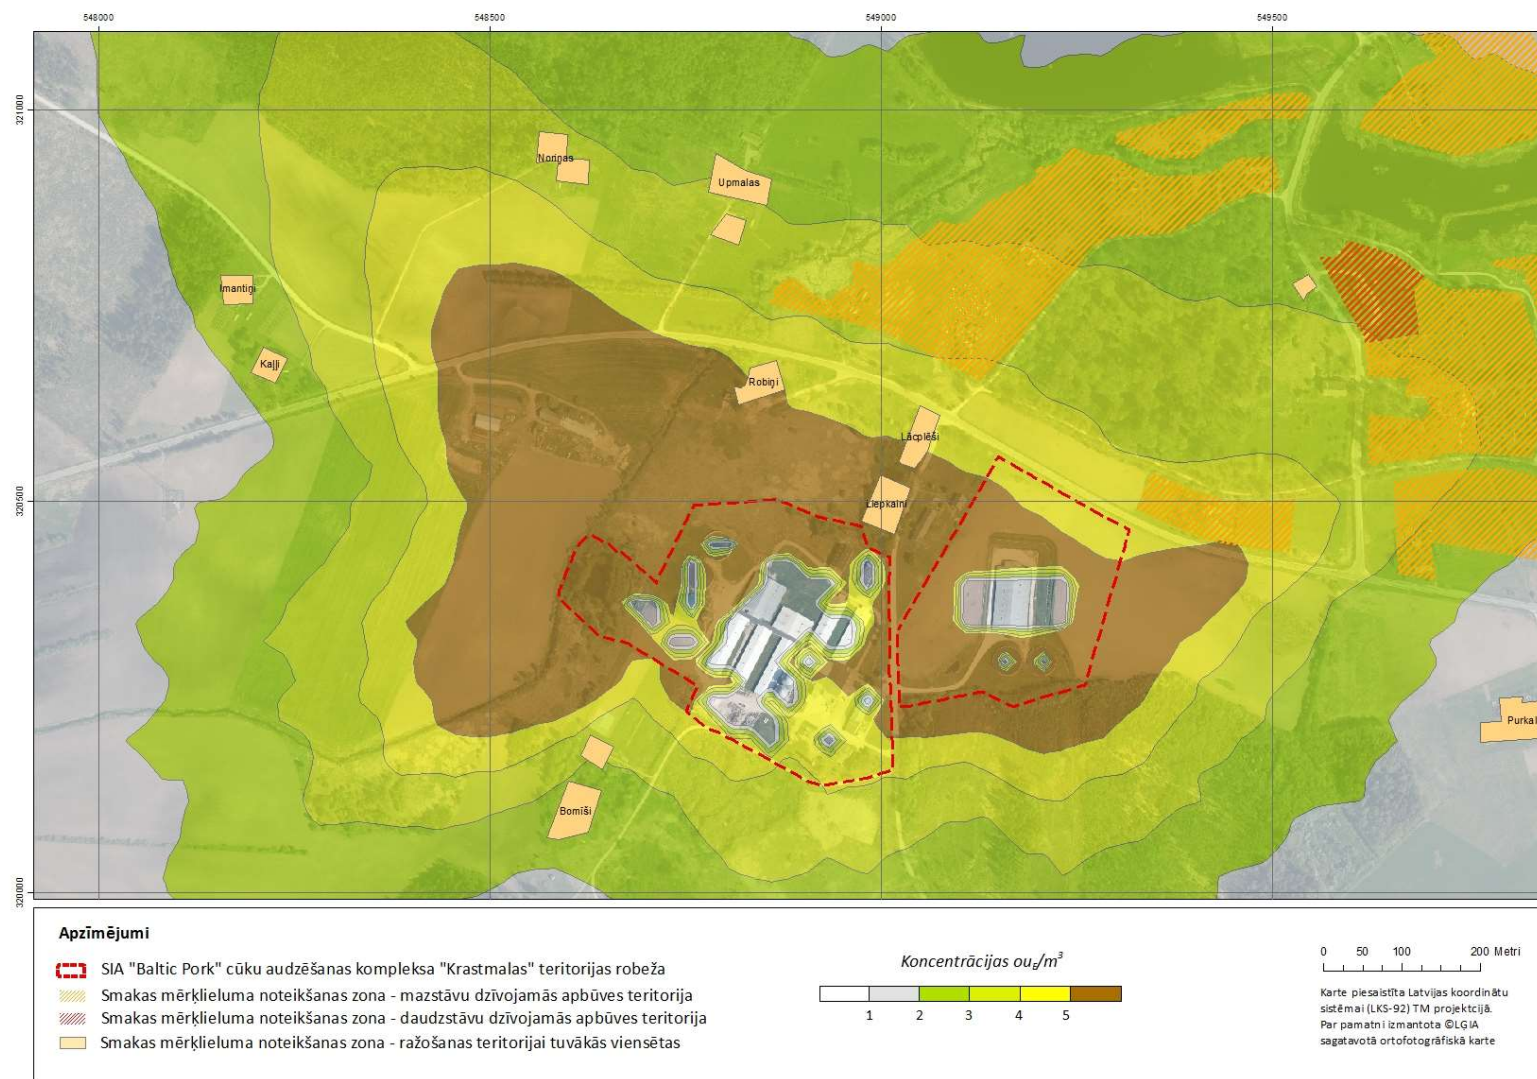 548000
548500
549000
549500
321000
320500
320000
Noriņas
Upmalas
Imantiņi
Kaļļi
Robiņi
Lācplēši
Liepkalni
Bomīši
Purkal
Apzīmējumi
SIA "Baltic Pork" cūku audzēšanas kompleksa "Krastmalas" teritorijas robeža
Smakas mērķlieluma noteikšanas zona - mazstāvu dzīvojamās apbūves teritorija
Smakas mērķlieluma noteikšanas zona - daudzstāvu dzīvojamās apbūves teritorija
Smakas mērķlieluma noteikšanas zona - ražošanas teritorijai tuvākās viensētas
Koncentrācijas ouE/m³
1 2 3 4 5
0 50 100 200 Metri
Karte piesaistīta Latvijas koordinātu
sistēmai (LKS-92) TM projektcijā.
Par pamatni izmantota ©LĢIA
sagatavotā ortofotogrāfiskā karte